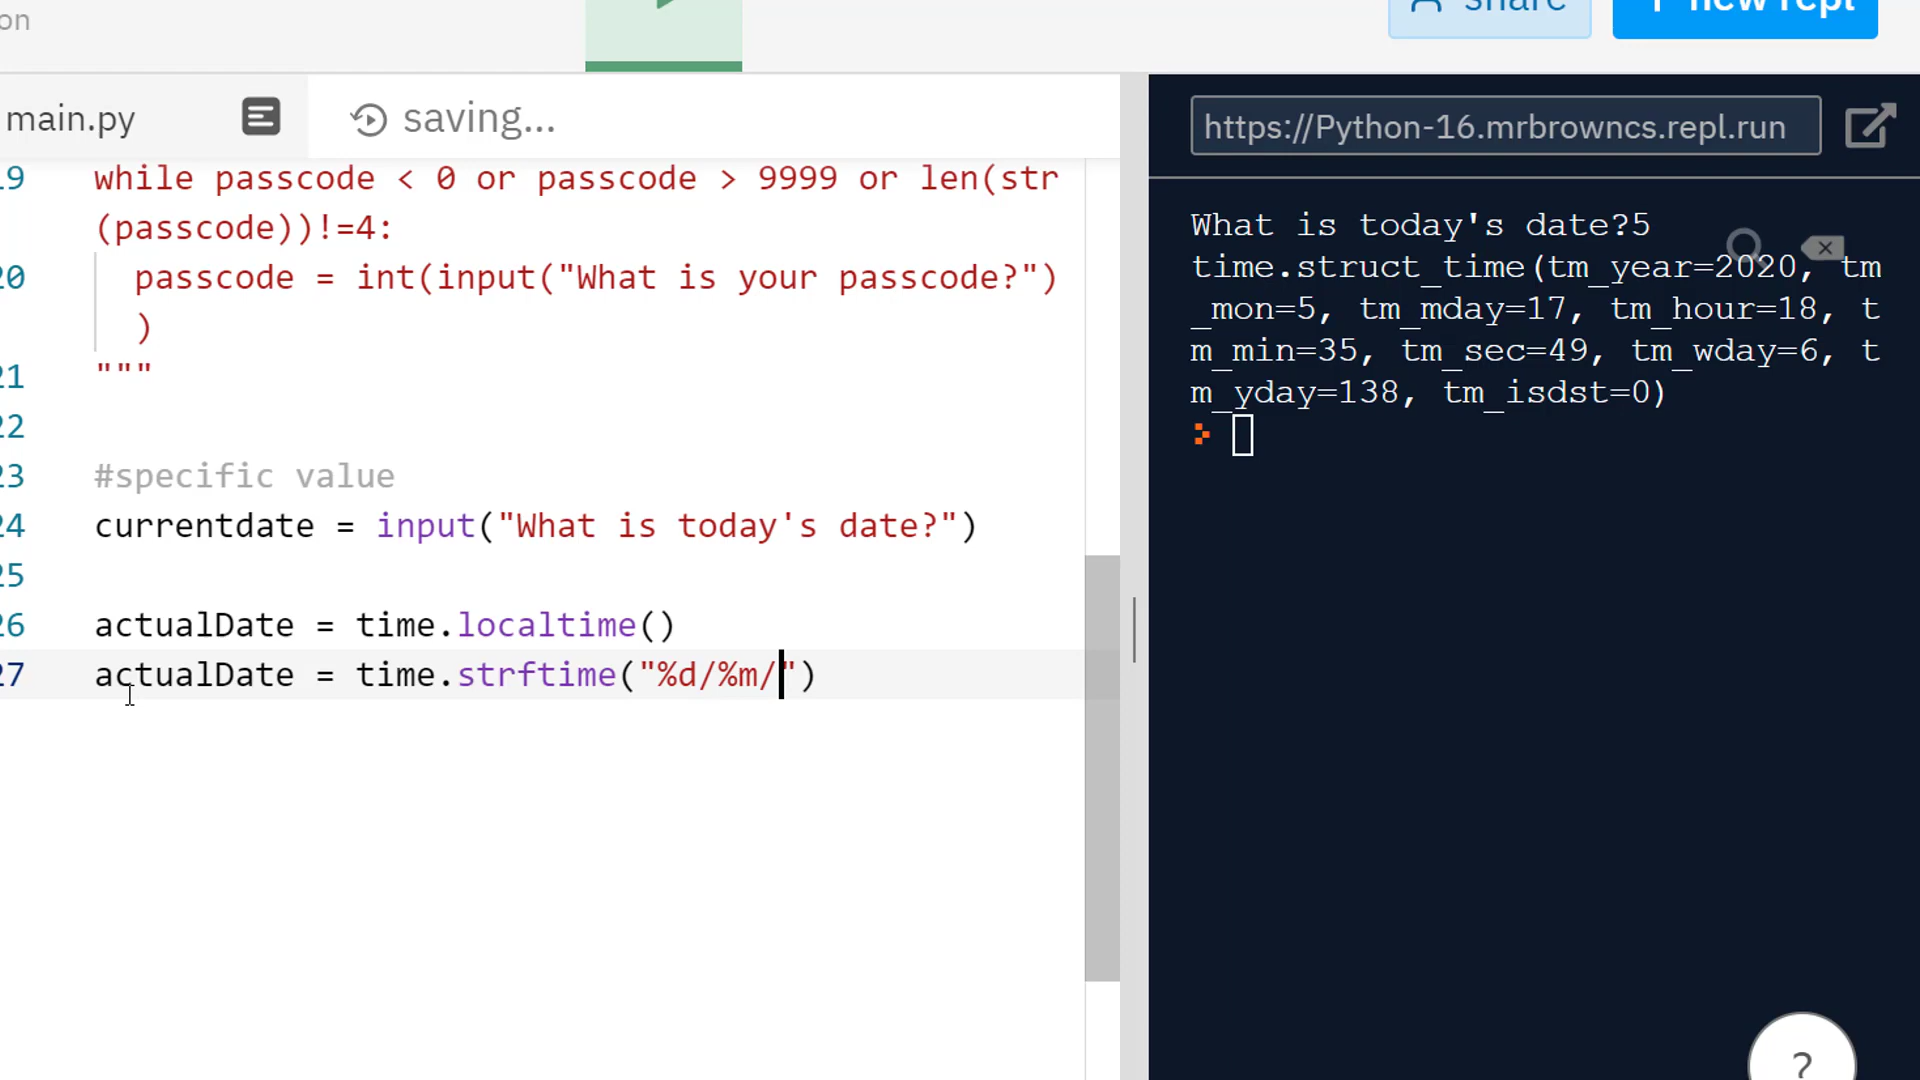 on
share
+ new repl
main.py
saving...
https://Python-16.mrbrowncs.repl.run
19 while passcode < 0 or passcode > 9999 or len(str
(passcode))!=4:
20 passcode = int(input("What is your passcode?")
)
21 """
22
23 #specific value
24 currentdate = input("What is today's date?")
25
26 actualDate = time.localtime()
27 actualDate = time.strftime("%d/%m/")
What is today's date?5
time.struct_time(tm_year=2020, tm
_mon=5, tm_mday=17, tm_hour=18, t
m_min=35, tm_sec=49, tm_wday=6, t
m_yday=138, tm_isdst=0)
>
?